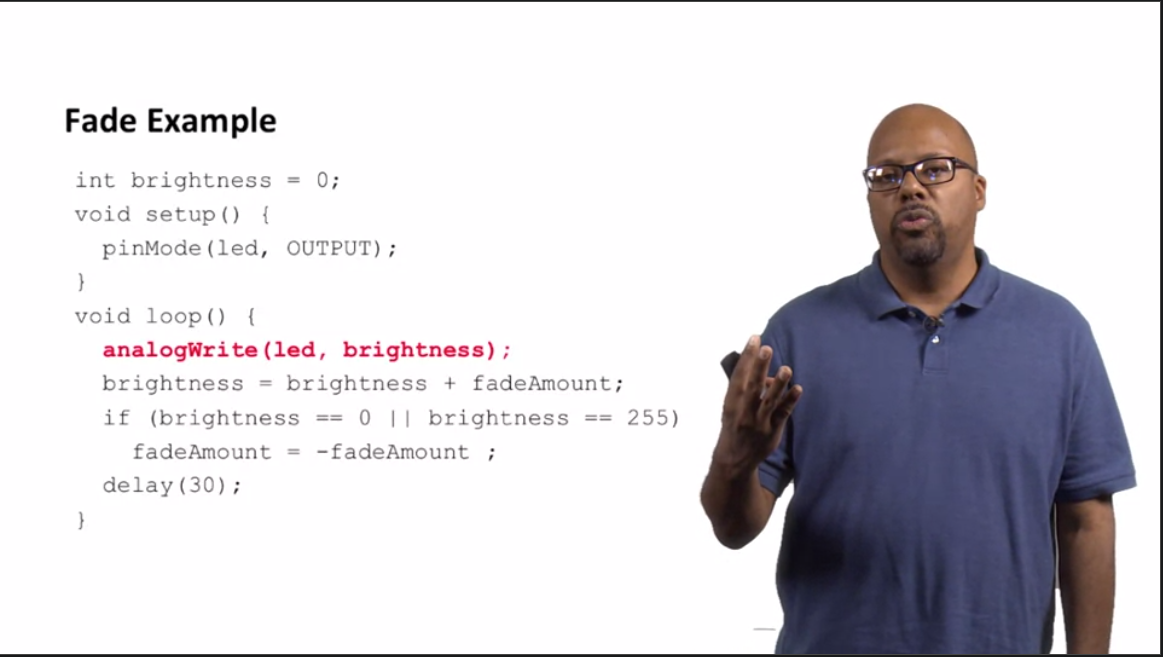 Fade Example
int brightness = 0;
void setup() {
pinMode(led, OUTPUT);
}
void loop() {
analogWrite(led, brightness);
brightness = brightness + fadeAmount;
if (brightness == 0 || brightness == 255)
fadeAmount = -fadeAmount ;
delay(30);
}